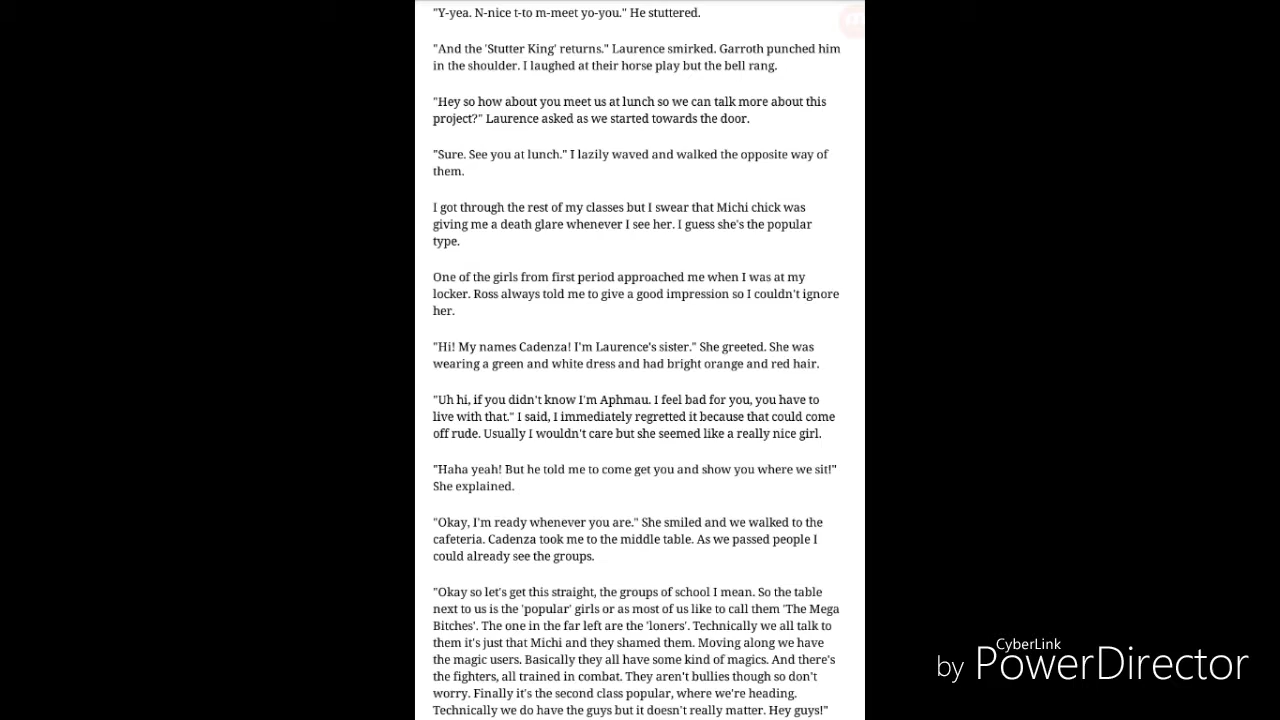 "Y-yea. N-nice t-to m-meet yo-you." He stuttered.
"And the 'Stutter King' returns." Laurence smirked. Garroth punched him
in the shoulder. I laughed at their horse play but the bell rang.
"Hey so how about you meet us at lunch so we can talk more about this
project?" Laurence asked as we started towards the door.
"Sure. See you at lunch." I lazily waved and walked the opposite way of
them.
I got through the rest of my classes but I swear that Michi chick was
giving me a death glare whenever I see her. I guess she's the popular
type.
One of the girls from first period approached me when I was at my
locker. Ross always told me to give a good impression so I couldn't ignore
her.
"Hi! My names Cadenza! I'm Laurence's sister." She greeted. She was
wearing a green and white dress and had bright orange and red hair.
"Uh hi, if you didn't know I'm Aphmau. I feel bad for you, you have to
live with that." I said, I immediately regretted it because that could come
off rude. Usually I wouldn't care but she seemed like a really nice girl.
"Haha yeah! But he told me to come get you and show you where we sit!"
She explained.
"Okay, I'm ready whenever you are." She smiled and we walked to the
cafeteria. Cadenza took me to the middle table. As we passed people I
could already see the groups.
"Okay so let's get this straight, the groups of school I mean. So the table
next to us is the 'popular' girls or as most of us like to call them 'The Mega
Bitches'. The one in the far left are the 'loners'. Technically we all talk to
them it's just that Michi and they shamed them. Moving along we have
the magic users. Basically they all have some kind of magics. And there's
the fighters, all trained in combat. They aren't bullies though so don't
worry. Finally it's the second class popular, where we're heading.
Technically we do have the guys but it doesn't really matter. Hey guys!"
by CyberLink PowerDirector